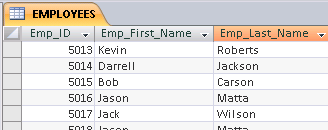 EMPLOYEES
Emp_ID Emp_First_Name Emp_Last_Name
5013 Kevin Roberts
5014 Darrell Jackson
5015 Bob Carson
5016 Jason Matta
5017 Jack Wilson
5018 Jason Matta